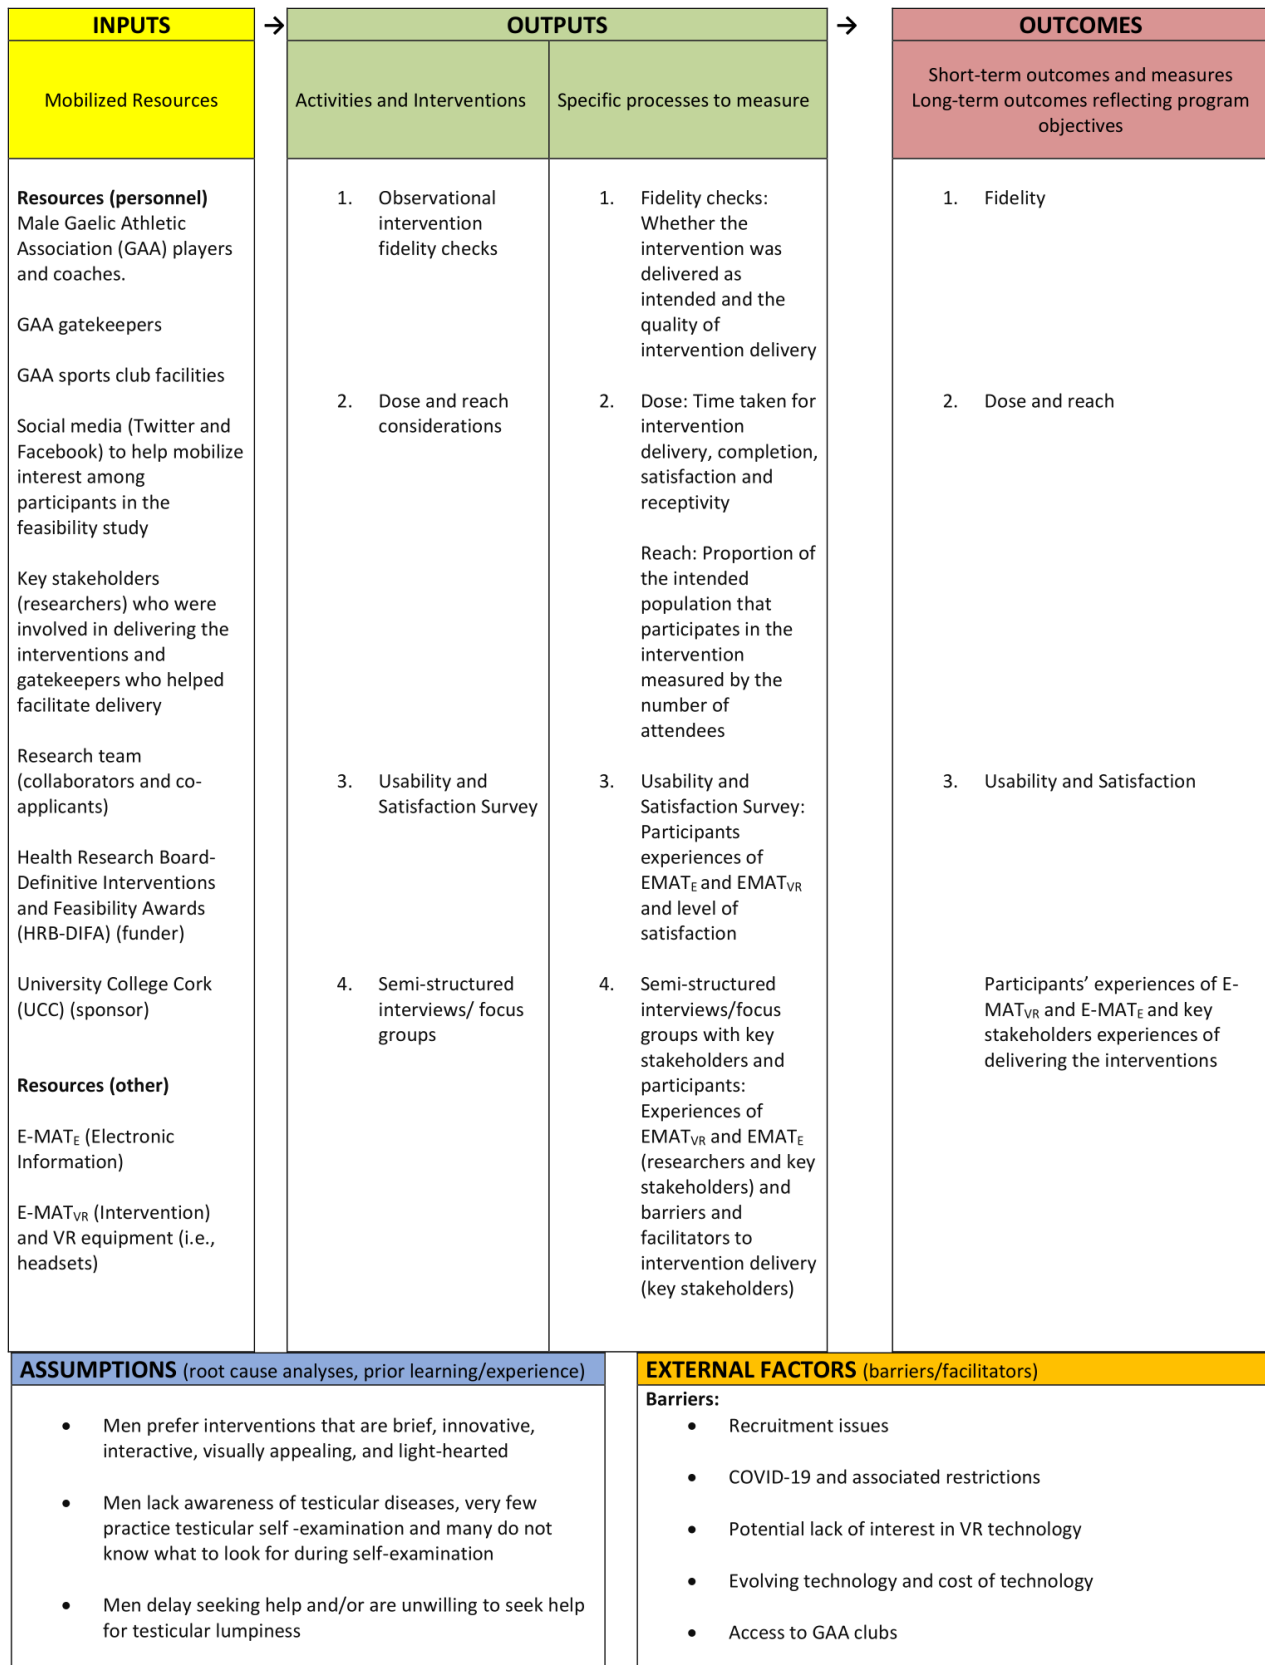 INPUTS
→
OUTPUTS
→
OUTCOMES
Mobilized Resources
Activities and Interventions
Specific processes to measure
Short-term outcomes and measures
Long-term outcomes reflecting program
objectives
Resources (personnel)
Male Gaelic Athletic
Association (GAA) players
and coaches.
GAA gatekeepers
GAA sports club facilities
Social media (Twitter and
Facebook) to help mobilize
interest among
participants in the
feasibility study
Key stakeholders
(researchers) who were
involved in delivering the
interventions and
gatekeepers who helped
facilitate delivery
Research team
(collaborators and co-
applicants)
Health Research Board-
Definitive Interventions
and Feasibility Awards
(HRB-DIFA) (funder)
University College Cork
(UCC) (sponsor)
Resources (other)
E-MATE (Electronic
Information)
E-MATVR (Intervention)
and VR equipment (i.e.,
headsets)
1. Observational
intervention
fidelity checks
2. Dose and reach
considerations
3. Usability and
Satisfaction Survey
4. Semi-structured
interviews/ focus
groups
1. Fidelity checks:
Whether the
intervention was
delivered as
intended and the
quality of
intervention delivery
2. Dose: Time taken for
intervention
delivery, completion,
satisfaction and
receptivity
Reach: Proportion of
the intended
population that
participates in the
intervention
measured by the
number of
attendees
3. Usability and
Satisfaction Survey:
Participants
experiences of
EMATE and EMATVR
and level of
satisfaction
4. Semi-structured
interviews/focus
groups with key
stakeholders and
participants:
Experiences of
EMATVR and EMATE
(researchers and key
stakeholders) and
barriers and
facilitators to
intervention delivery
(key stakeholders)
1. Fidelity
2. Dose and reach
3. Usability and Satisfaction
Participants’ experiences of E-
MATVR and E-MATE and key
stakeholders experiences of
delivering the interventions
ASSUMPTIONS (root cause analyses, prior learning/experience)
• Men prefer interventions that are brief, innovative,
interactive, visually appealing, and light-hearted
• Men lack awareness of testicular diseases, very few
practice testicular self -examination and many do not
know what to look for during self-examination
• Men delay seeking help and/or are unwilling to seek help
for testicular lumpiness
EXTERNAL FACTORS (barriers/facilitators)
Barriers:
• Recruitment issues
• COVID-19 and associated restrictions
• Potential lack of interest in VR technology
• Evolving technology and cost of technology
• Access to GAA clubs